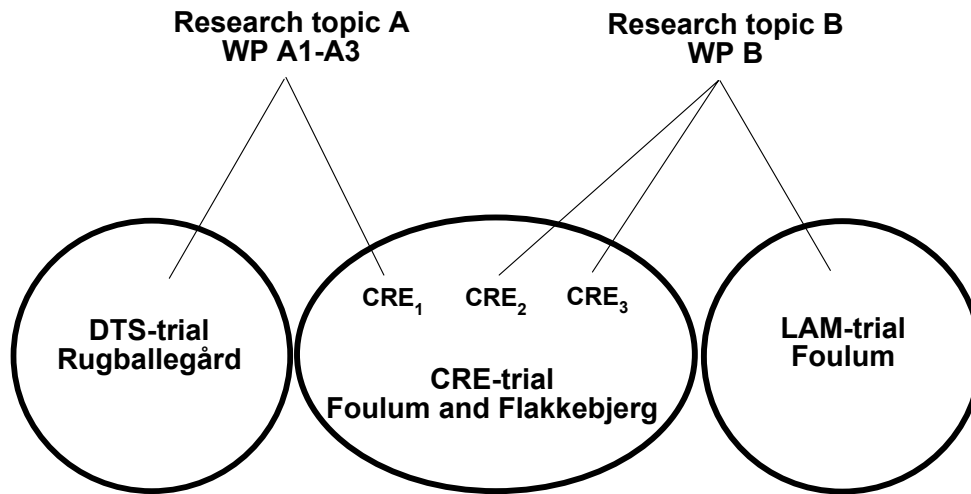 Research topic A
WP A1-A3
Research topic B
WP B
CRE₁
CRE₂
CRE₃
DTS-trial
Rugballegård
CRE-trial
Foulum and Flakkebjerg
LAM-trial
Foulum